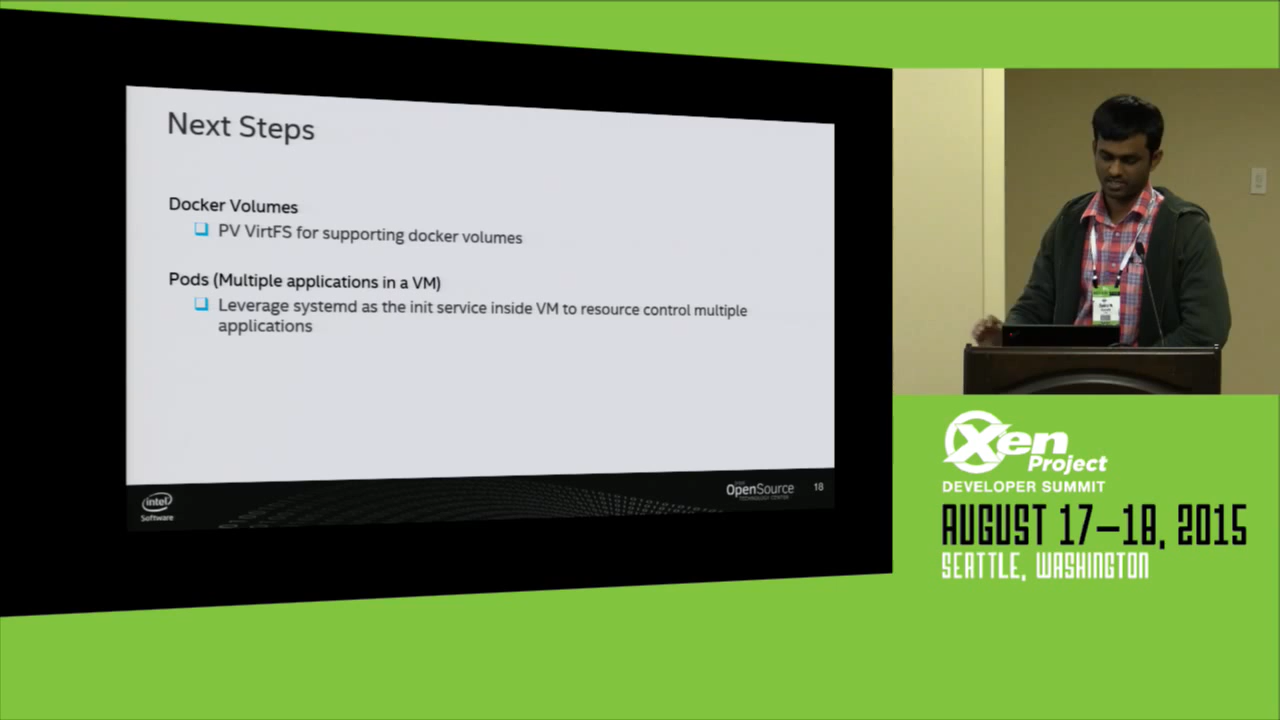 Next Steps
Docker Volumes
PV VirtFS for supporting docker volumes
Pods (Multiple applications in a VM)
Leverage systemd as the init service inside VM to resource control multiple
applications
intel
Software
OpenSource
TECHNOLOGY CENTER
18
Xen
Project
DEVELOPER SUMMIT
AUGUST 17–18, 2015
SEATTLE, WASHINGTON